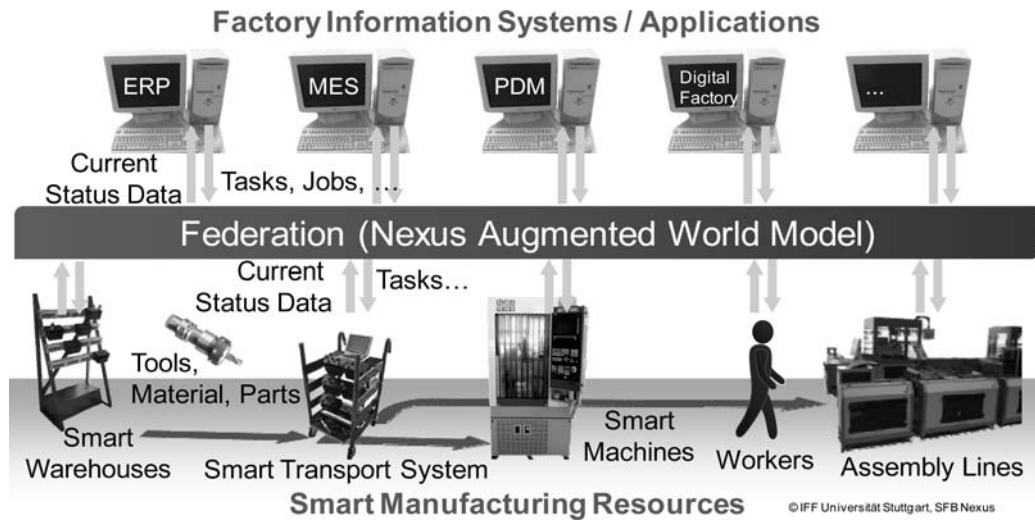 Factory Information Systems / Applications
ERP
MES
PDM
Digital
Factory
...
Current
Status Data
Tasks, Jobs, ...
Federation (Nexus Augmented World Model)
Current
Status Data
Tasks...
Tools,
Material, Parts
Smart
Warehouses
Smart Transport System
Smart
Machines
Workers
Assembly Lines
Smart Manufacturing Resources
© IFF Universität Stuttgart, SFB Nexus